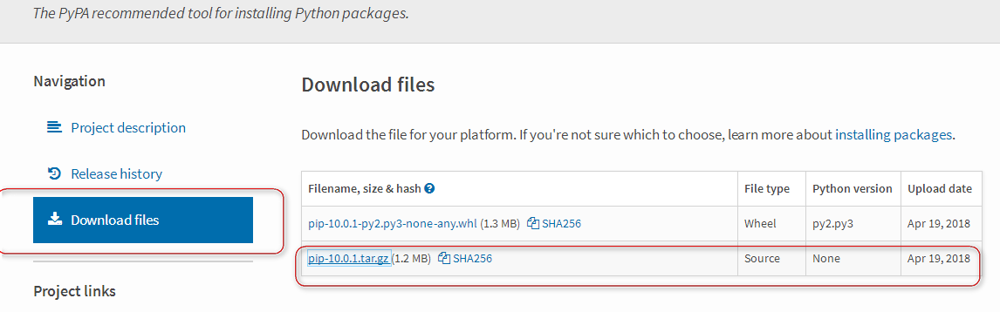 The PyPA recommended tool for installing Python packages.
Navigation
Project description
Release history
Download files
Project links
Download files
Download the file for your platform. If you're not sure which to choose, learn more about installing packages.
Filename, size & hash ? File type Python version Upload date
pip-10.0.1-py2.py3-none-any.whl (1.3 MB) SHA256 Wheel py2.py3 Apr 19, 2018
pip-10.0.1.tar.gz (1.2 MB) SHA256 Source None Apr 19, 2018